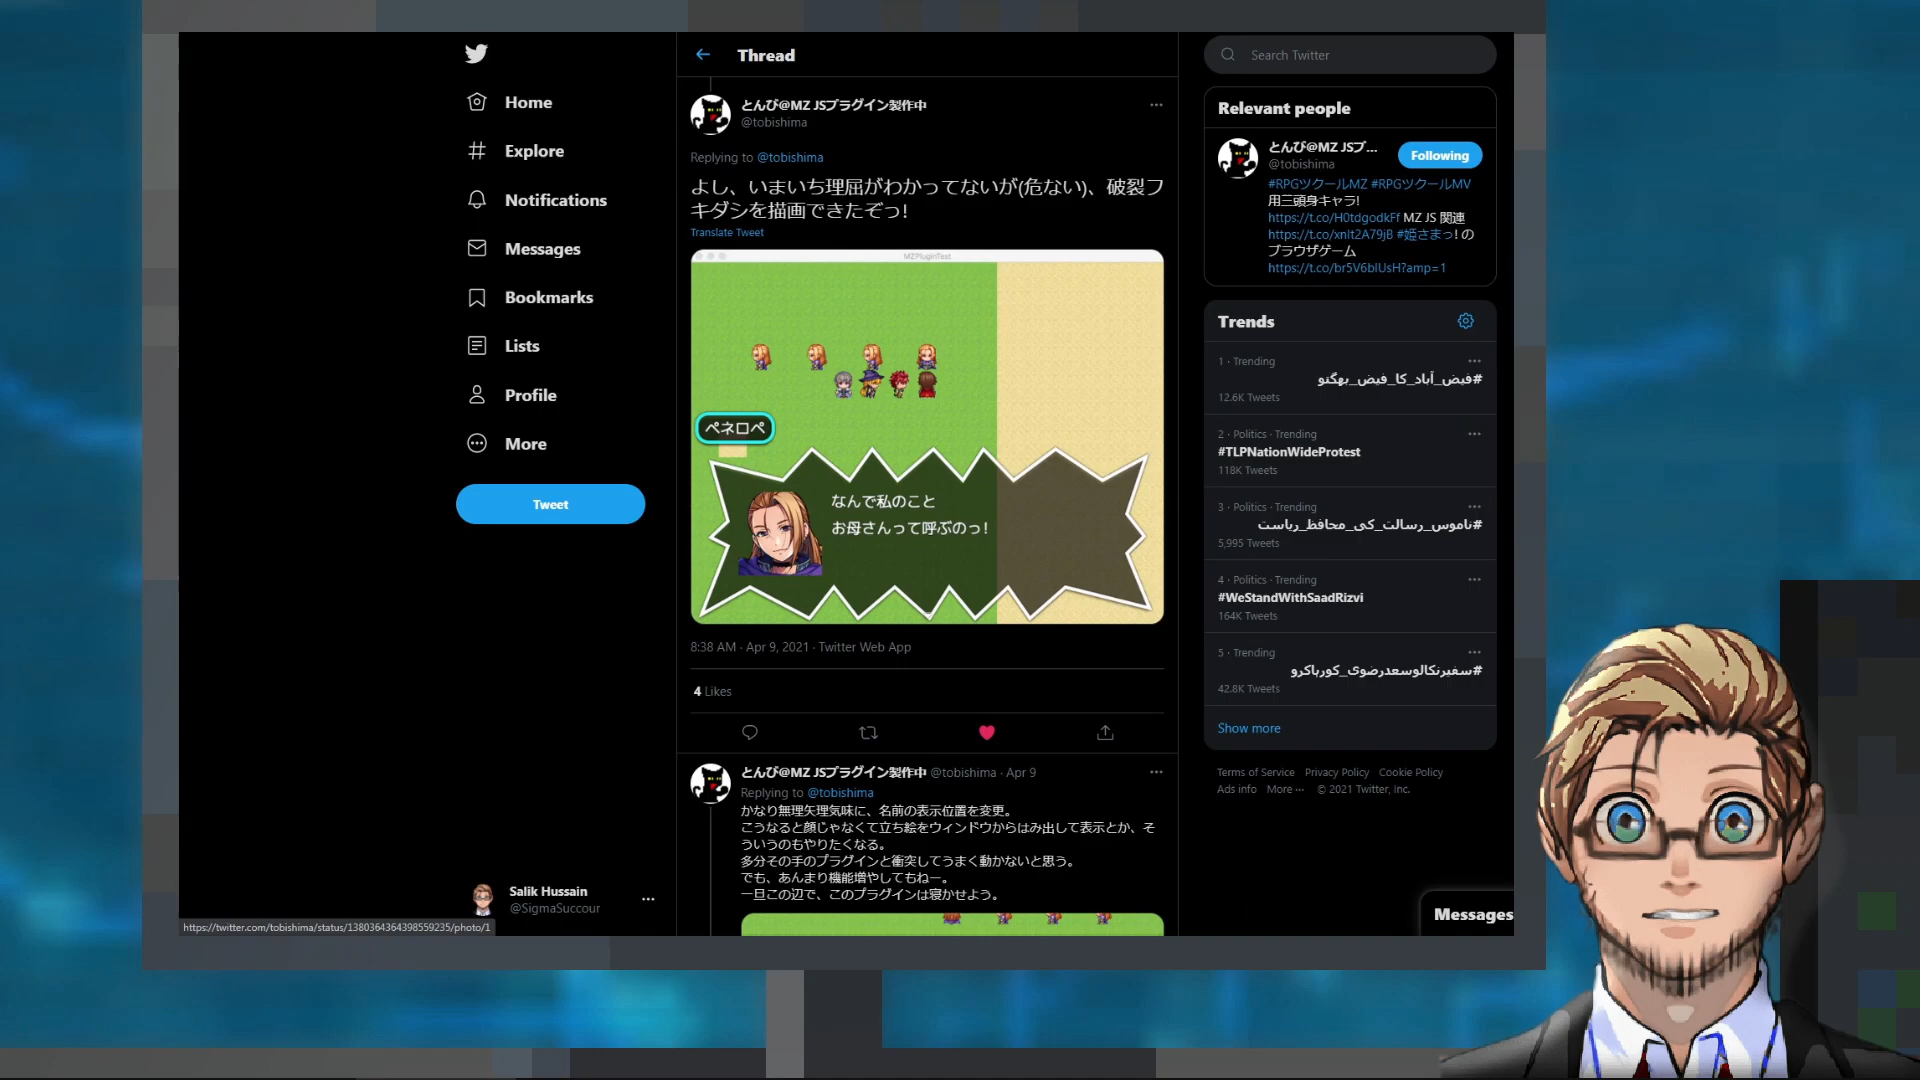 Home
Explore
Notifications
Messages
Bookmarks
Lists
Profile
More
Tweet
Salik Hussain
@SigmaSuccour
https://twitter.com/tobishima/status/1380364364398559235/photo/1
Thread
とんび@MZ JSプラグイン製作中
@tobishima
Replying to @tobishima
よし、いまいち理屈がわかってないが(危ない)、破裂フ
キダシを描画できたぞっ!
Translate Tweet
MZPluginTest
ペネロペ
なんで私のこと
お母さんって呼ぶのっ!
8:38 AM · Apr 9, 2021 · Twitter Web App
4 Likes
とんび@MZ JSプラグイン製作中 @tobishima · Apr 9
Replying to @tobishima
かなり無理矢理気味に、名前の表示位置を変更。
こうなると顔じゃなくて立ち絵をウィンドウからはみ出して表示とか、そ
ういうのもやりたくなる。
多分その手のプラグインと衝突してうまく動かないと思う。
でも、あんまり機能増やしてもねー。
一旦この辺で、このプラグインは寝かせよう。
Search Twitter
Relevant people
とんび@MZ JSプ...
Following
@tobishima
#RPGツクールMZ #RPGツクールMV
用三頭身キャラ!
https://t.co/H0tdgodkFf MZ JS 関連
https://t.co/xnIt2A79jB #姫さまっ! の
ブラウザゲーム
https://t.co/br5V6blUsH?amp=1
Trends
1 · Trending
#فیض_آباد_کا_فیض_بھگتو
12.6K Tweets
2 · Politics · Trending
#TLPNationWideProtest
118K Tweets
3 · Politics · Trending
#ناموس_رسالت_کی_محافظ_ریاست
5,995 Tweets
4 · Politics · Trending
#WeStandWithSaadRizvi
164K Tweets
5 · Trending
#سفیرنکالوسعدرضوی_کورہاکرو
42.8K Tweets
Show more
Terms of Service Privacy Policy Cookie Policy
Ads info More ··· © 2021 Twitter, Inc.
Messages